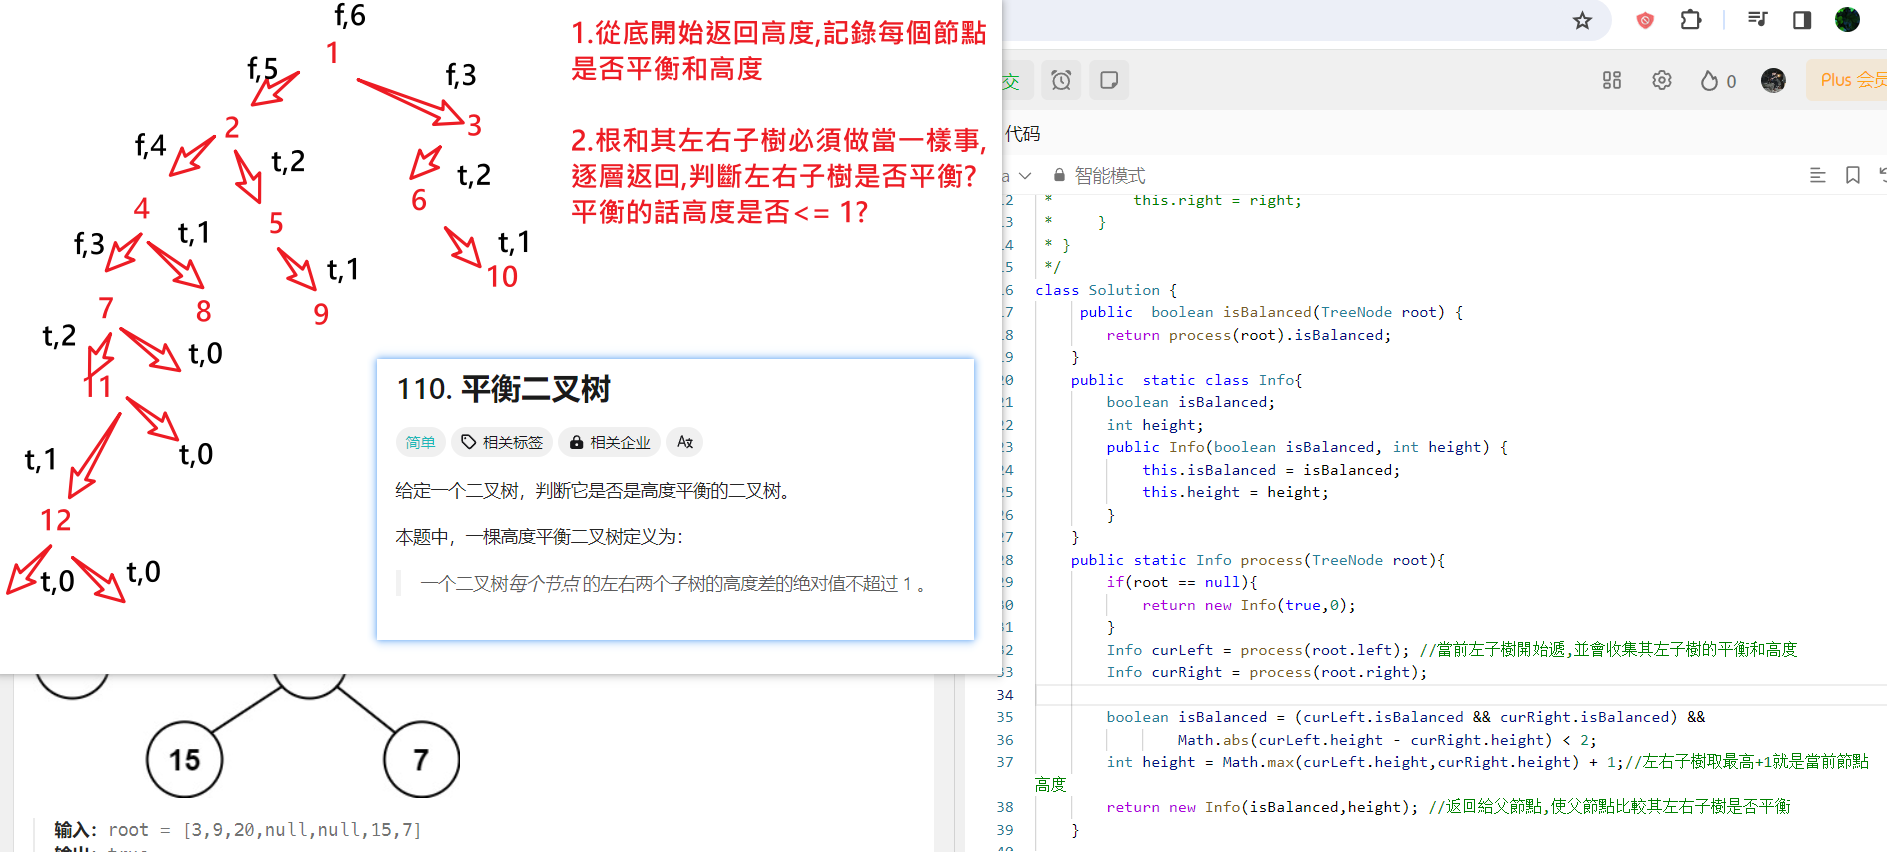 f,6
1
f,5
f,3
2
3
f,4
t,2
t,2
4
5
6
f,3
t,1
t,1
t,1
7
8
9
10
t,2
t,0
11
t,1
t,0
12
t,0
t,0
1.從底開始返回高度,記錄每個節點
是否平衡和高度
2.根和其左右子樹必須做當一樣事,
逐層返回,判斷左右子樹是否平衡?
平衡的話高度是否<= 1?
110. 平衡二叉树
简单
相关标签
相关企业
给定一个二叉树，判断它是否是高度平衡的二叉树。
本题中，一棵高度平衡二叉树定义为：
一个二叉树每个节点 的左右两个子树的高度差的绝对值不超过 1 。
15
7
输入：root = [3,9,20,null,null,15,7]
交
0
Plus 会员
代码
a
智能模式
12 * this.right = right;
13 * }
14 * }
15 */
16 class Solution {
17 public  boolean isBalanced(TreeNode root) {
18 return process(root).isBalanced;
19 }
20 public  static class Info{
21 boolean isBalanced;
22 int height;
23 public Info(boolean isBalanced, int height) {
24 this.isBalanced = isBalanced;
25 this.height = height;
26 }
27 }
28 public static Info process(TreeNode root){
29 if(root == null){
30 return new Info(true,0);
31 }
32 Info curLeft = process(root.left); //當前左子樹開始遞,並會收集其左子樹的平衡和高度
33 Info curRight = process(root.right);
34
35 boolean isBalanced = (curLeft.isBalanced && curRight.isBalanced) &&
36 Math.abs(curLeft.height - curRight.height) < 2;
37 int height = Math.max(curLeft.height,curRight.height) + 1;//左右子樹取最高+1就是當前節點
高度
38 return new Info(isBalanced,height); //返回給父節點,使父節點比較其左右子樹是否平衡
39 }